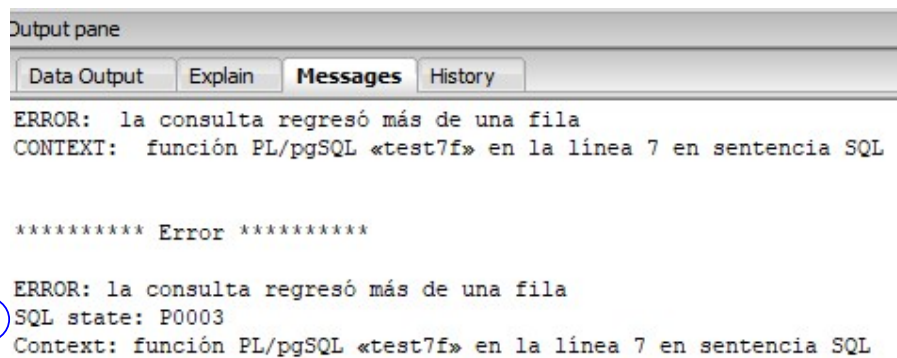 Output pane
Data Output Explain Messages History
ERROR:  la consulta regresó más de una fila
CONTEXT:  función PL/pgSQL «test7f» en la línea 7 en sentencia SQL
********** Error **********
ERROR: la consulta regresó más de una fila
SQL state: P0003
Context: función PL/pgSQL «test7f» en la línea 7 en sentencia SQL